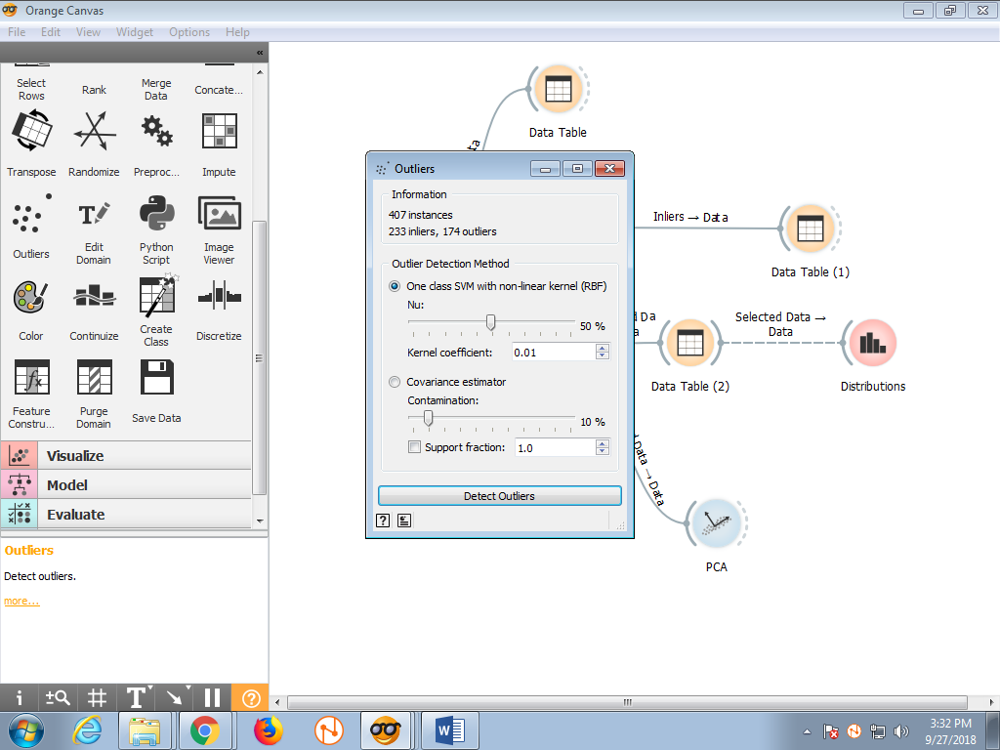 Orange Canvas
File Edit View Widget Options Help
«
Select Rows
Rank
Merge Data
Concate...
Transpose
Randomize
Preproc...
Impute
Outliers
Edit Domain
Python Script
Image Viewer
Color
Continuize
Create Class
Discretize
Feature Constru...
Purge Domain
Save Data
Visualize
Model
Evaluate
Outliers
Detect outliers.
more...
Data Table
Inliers → Data
Data Table (1)
Data Table (2)
Selected Data → Data
Distributions
Data → Data
PCA
Outliers
Information
407 instances
233 inliers, 174 outliers
Outlier Detection Method
One class SVM with non-linear kernel (RBF)
Nu:
50 %
Kernel coefficient: 0.01
Covariance estimator
Contamination:
10 %
Support fraction: 1.0
Detect Outliers
3:32 PM
9/27/2018